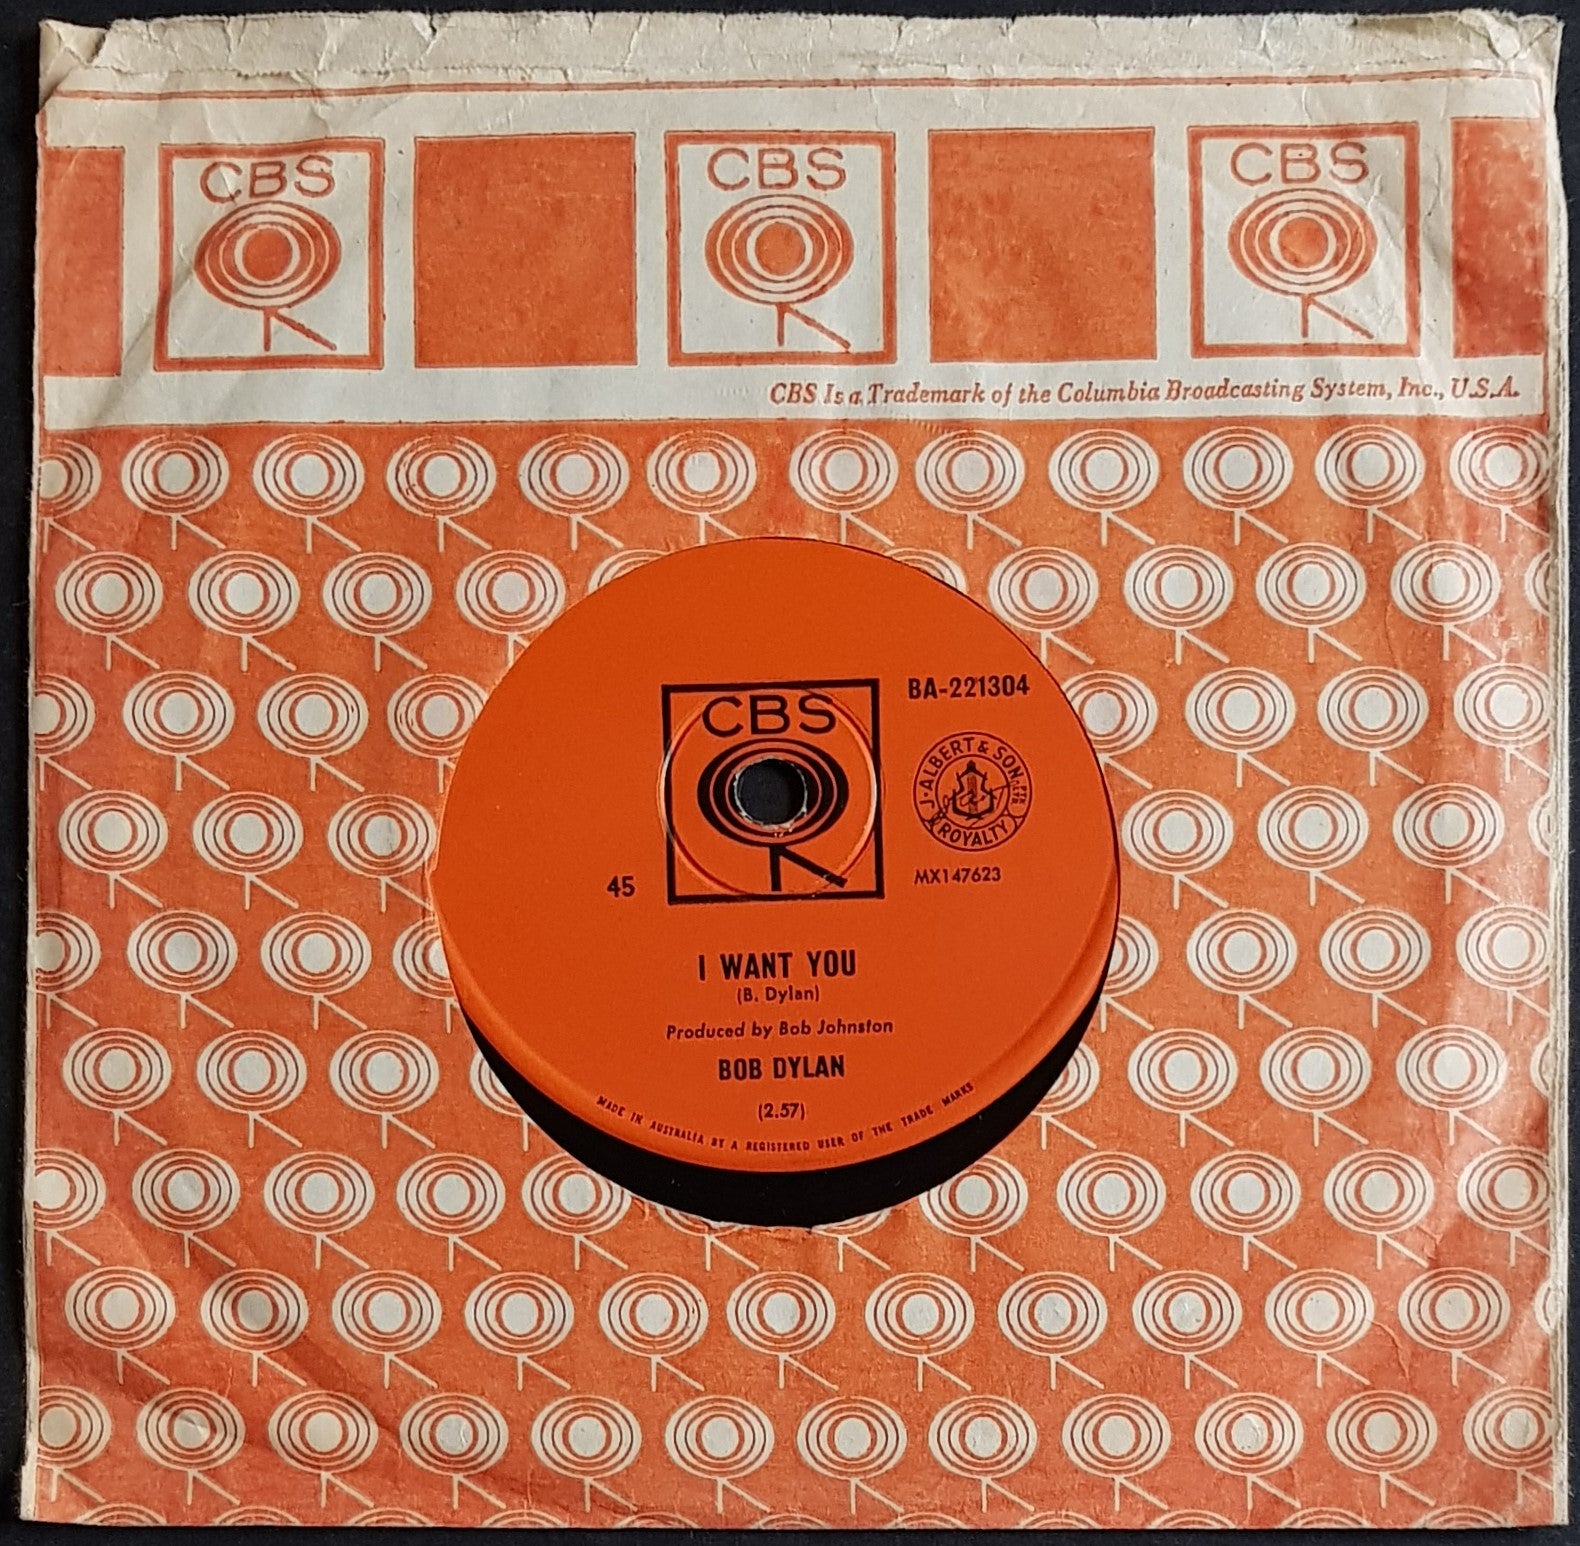 CBS
CBS
CBS
CBS Is a Trademark of the Columbia Broadcasting System, Inc., U.S.A.
CBS
BA-221304
J. ALBERT & SON PTY. LTD.
ROYALTY
45
MX147623
I WANT YOU
(B. Dylan)
Produced by Bob Johnston
BOB DYLAN
(2.57)
MADE IN AUSTRALIA BY A REGISTERED USER OF THE TRADE MARKS